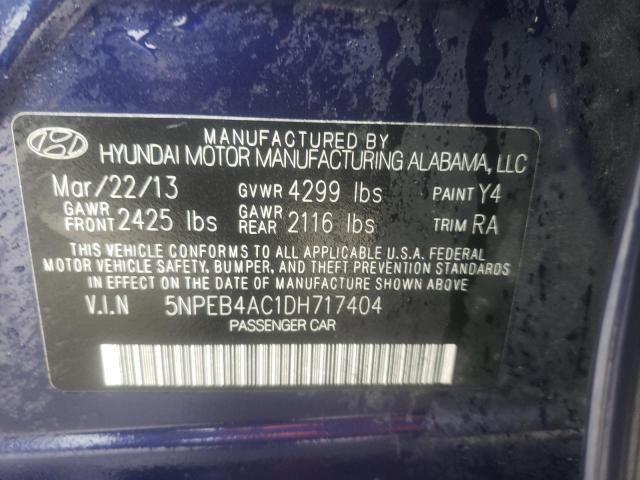 MANUFACTURED BY
HYUNDAI MOTOR MANUFACTURING ALABAMA, LLC
Mar/22/13 GVWR 4299 lbs PAINT Y4
GAWR FRONT 2425 lbs GAWR REAR 2116 lbs TRIM RA
THIS VEHICLE CONFORMS TO ALL APPLICABLE U.S.A. FEDERAL
MOTOR VEHICLE SAFETY, BUMPER, AND THEFT PREVENTION
STANDARDS IN EFFECT ON THE DATE OF MANUFACTURE SHOWN ABOVE.
V.I.N 5NPEB4AC1DH717404
PASSENGER CAR